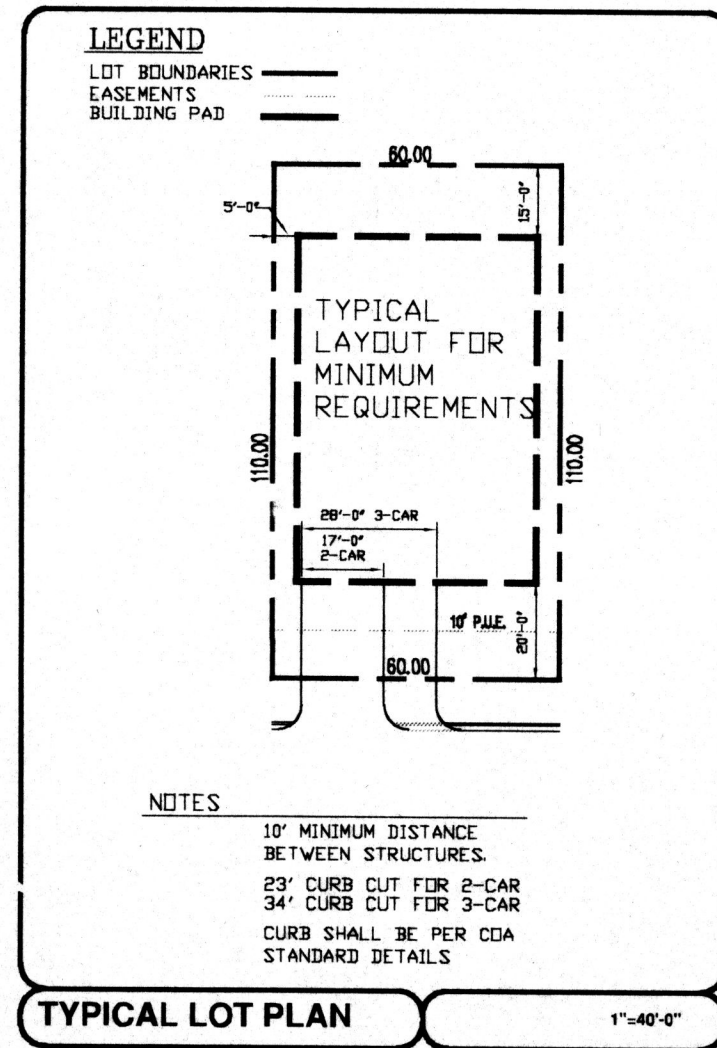 LEGEND
LOT BOUNDARIES
EASEMENTS
BUILDING PAD
60.00
15'-0"
5'-0"
TYPICAL
LAYOUT FOR
MINIMUM
REQUIREMENTS
110.00
110.00
28'-0" 3-CAR
17'-0"
2-CAR
10' P.U.E.
20'-0"
60.00
NOTES
10' MINIMUM DISTANCE
BETWEEN STRUCTURES.
23' CURB CUT FOR 2-CAR
34' CURB CUT FOR 3-CAR
CURB SHALL BE PER COA
STANDARD DETAILS
TYPICAL LOT PLAN
1"=40'-0"